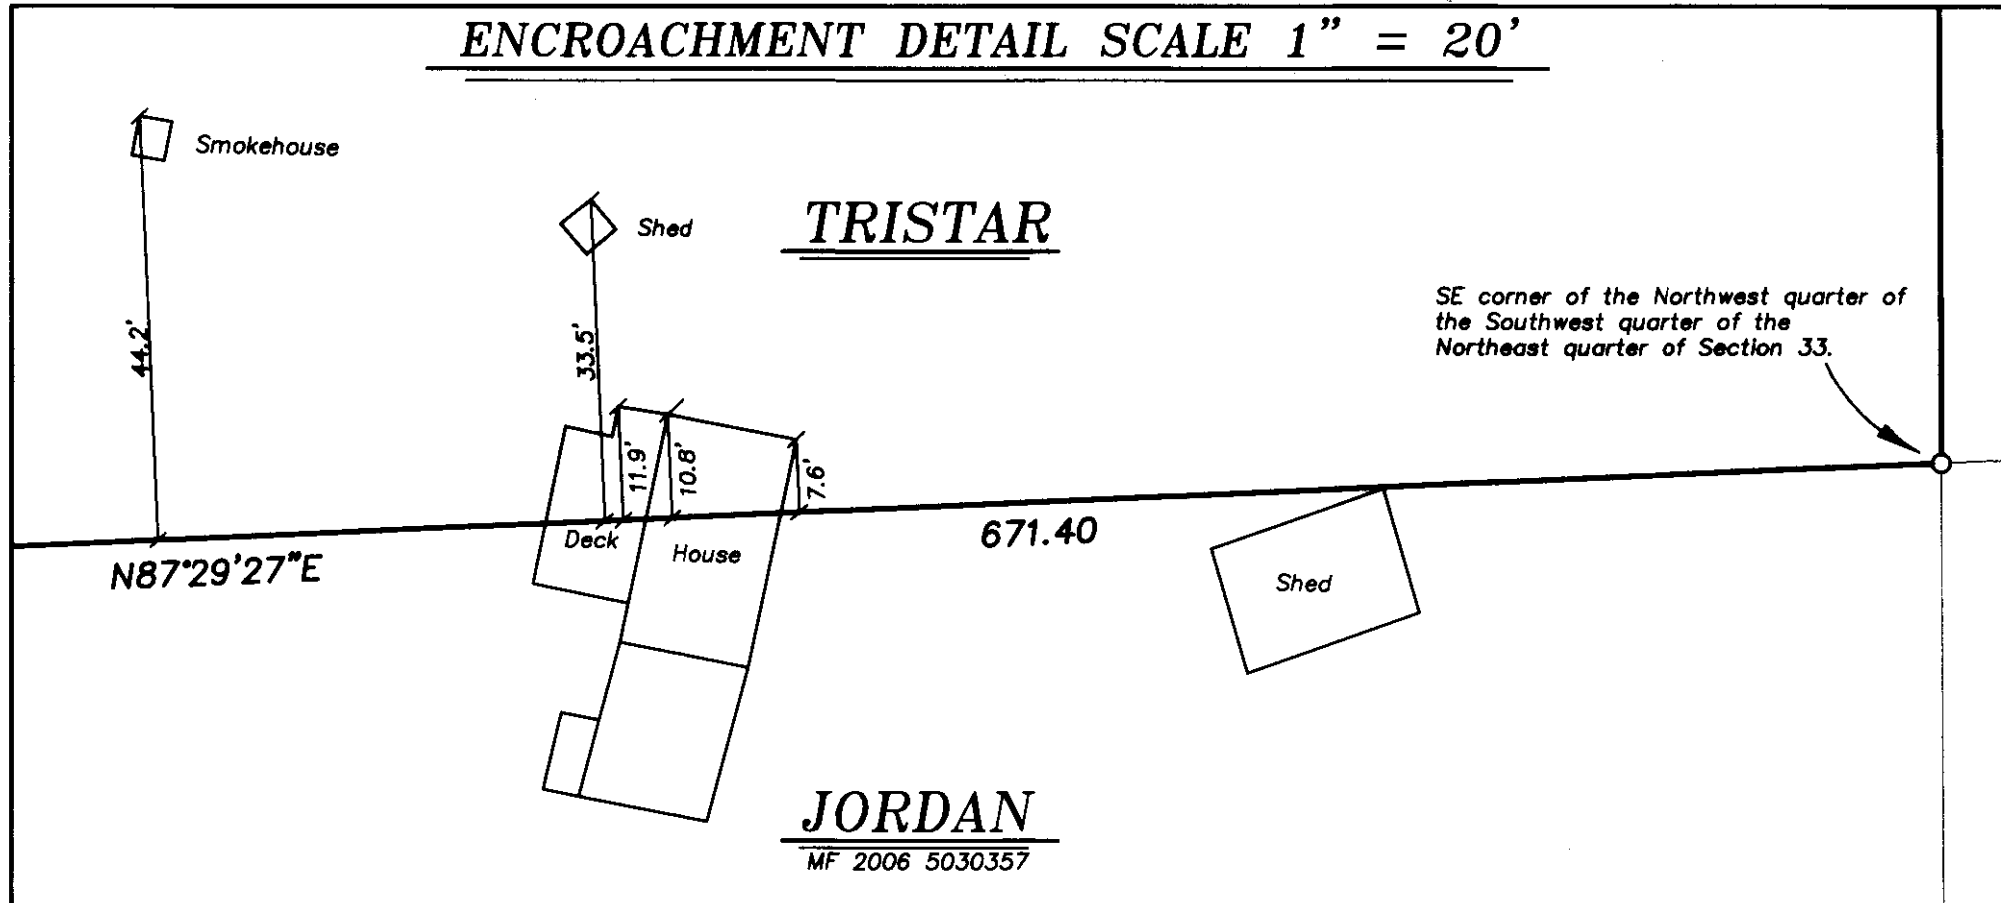 ENCROACHMENT DETAIL SCALE 1" = 20'
Smokehouse
Shed
TRISTAR
SE corner of the Northwest quarter of
the Southwest quarter of the
Northeast quarter of Section 33.
44.2'
33.5'
11.9'
10.8'
7.6'
671.40
Deck
House
N87°29'27"E
Shed
JORDAN
MF 2006 5030357